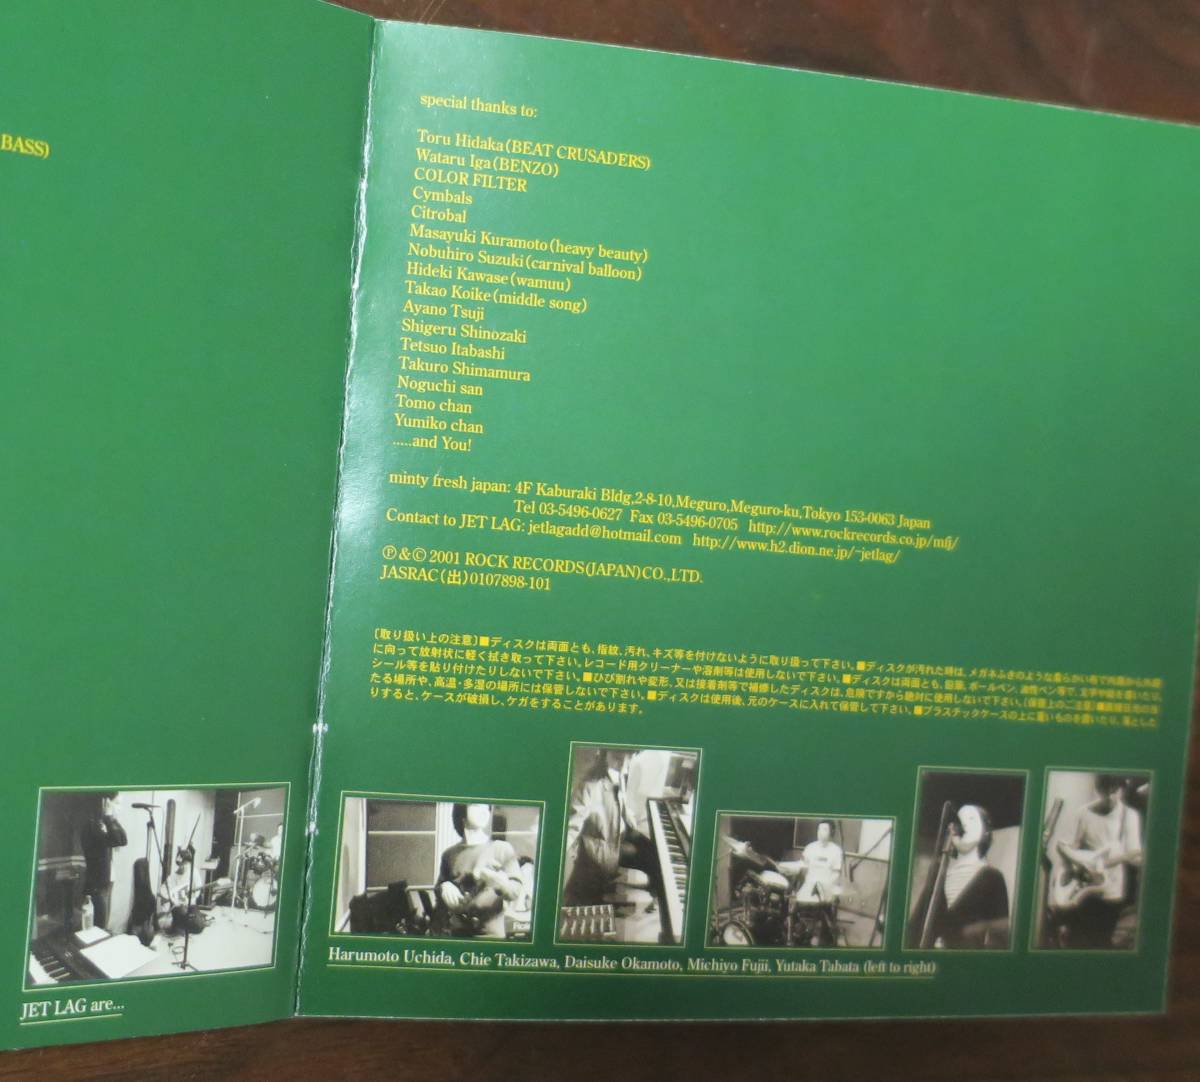 BASS)
special thanks to:
Toru Hidaka(BEAT CRUSADERS)
Wataru Iga(BENZO)
COLOR FILTER
Cymbals
Citrobal
Masayuki Kuramoto(heavy beauty)
Nobuhiro Suzuki(carnival balloon)
Hideki Kawase(wamuu)
Takao Koike(middle song)
Ayano Tsuji
Shigeru Shinozaki
Tetsuo Itabashi
Takuro Shimamura
Noguchi san
Tomo chan
Yumiko chan
.....and You!
minty fresh japan: 4F Kaburaki Bldg,2-8-10,Meguro,Meguro-ku,Tokyo 153-0063 Japan
Tel 03-5496-0627 Fax 03-5496-0705 http://www.rockrecords.co.jp/mfj/
Contact to JET LAG: jetlagadd@hotmail.com http://www.h2.dion.ne.jp/~jetlag/
Ⓟ&© 2001 ROCK RECORDS(JAPAN)CO.,LTD.
JASRAC(出)0107898-101
〔取り扱い上の注意〕■ディスクは両面とも、指紋、汚れ、キズ等を付けないように取り扱って下さい。■ディスクが汚れた時は、メガネふきのような柔らかい布で内周から外周
に向って放射状に軽く拭き取って下さい。レコード用クリーナーや溶剤等は使用しないで下さい。■ディスクは両面とも、鉛筆、ボールペン、油性ペン等で、文字や絵を書いたり、
シール等を貼り付けたりしないで下さい。■ひび割れや変形、又は接着剤等で補修したディスクは、危険ですから絶対に使用しないで下さい。〔保管上のご注意〕■直射日光の当
たる場所や、高温・多湿の場所には保管しないで下さい。■ディスクは使用後、元のケースに入れて保管して下さい。■プラスチックケースの上に重いものを置いたり、落とした
りすると、ケースが破損し、ケガをすることがあります。
JET LAG are...
Harumoto Uchida, Chie Takizawa, Daisuke Okamoto, Michiyo Fujii, Yutaka Tabata (left to right)